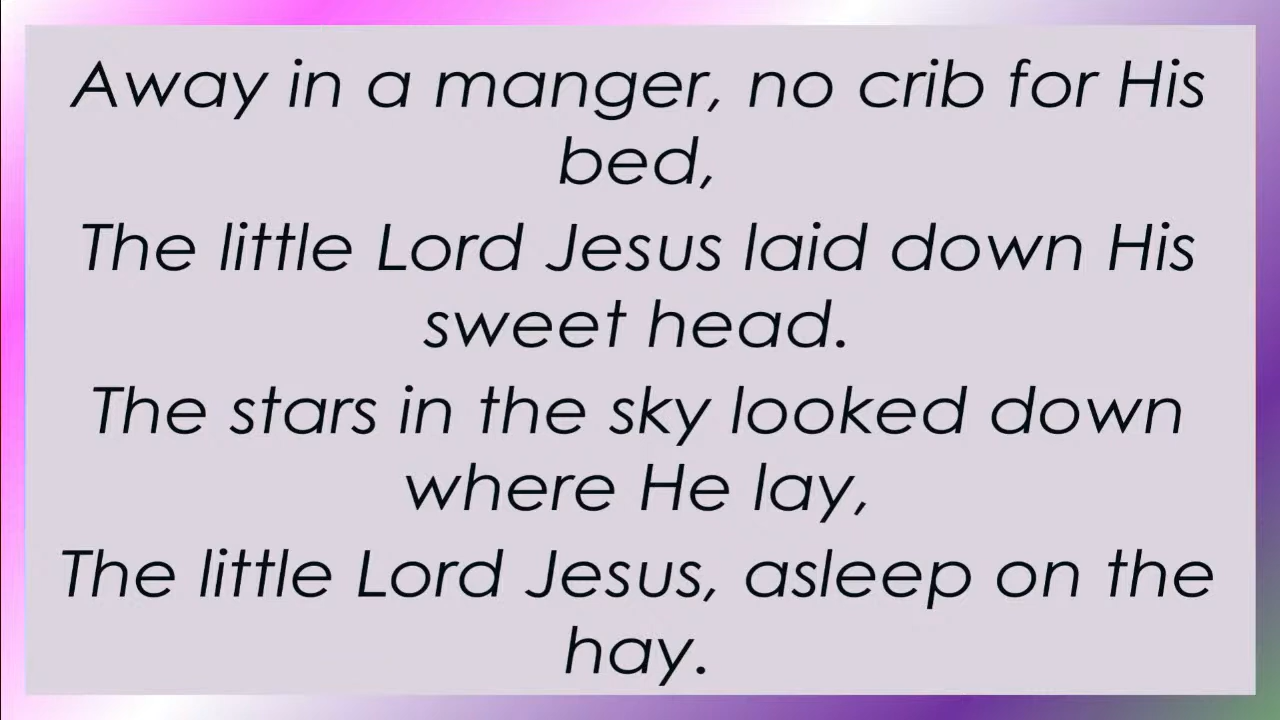 Away in a manger, no crib for His
bed,
The little Lord Jesus laid down His
sweet head.
The stars in the sky looked down
where He lay,
The little Lord Jesus, asleep on the
hay.